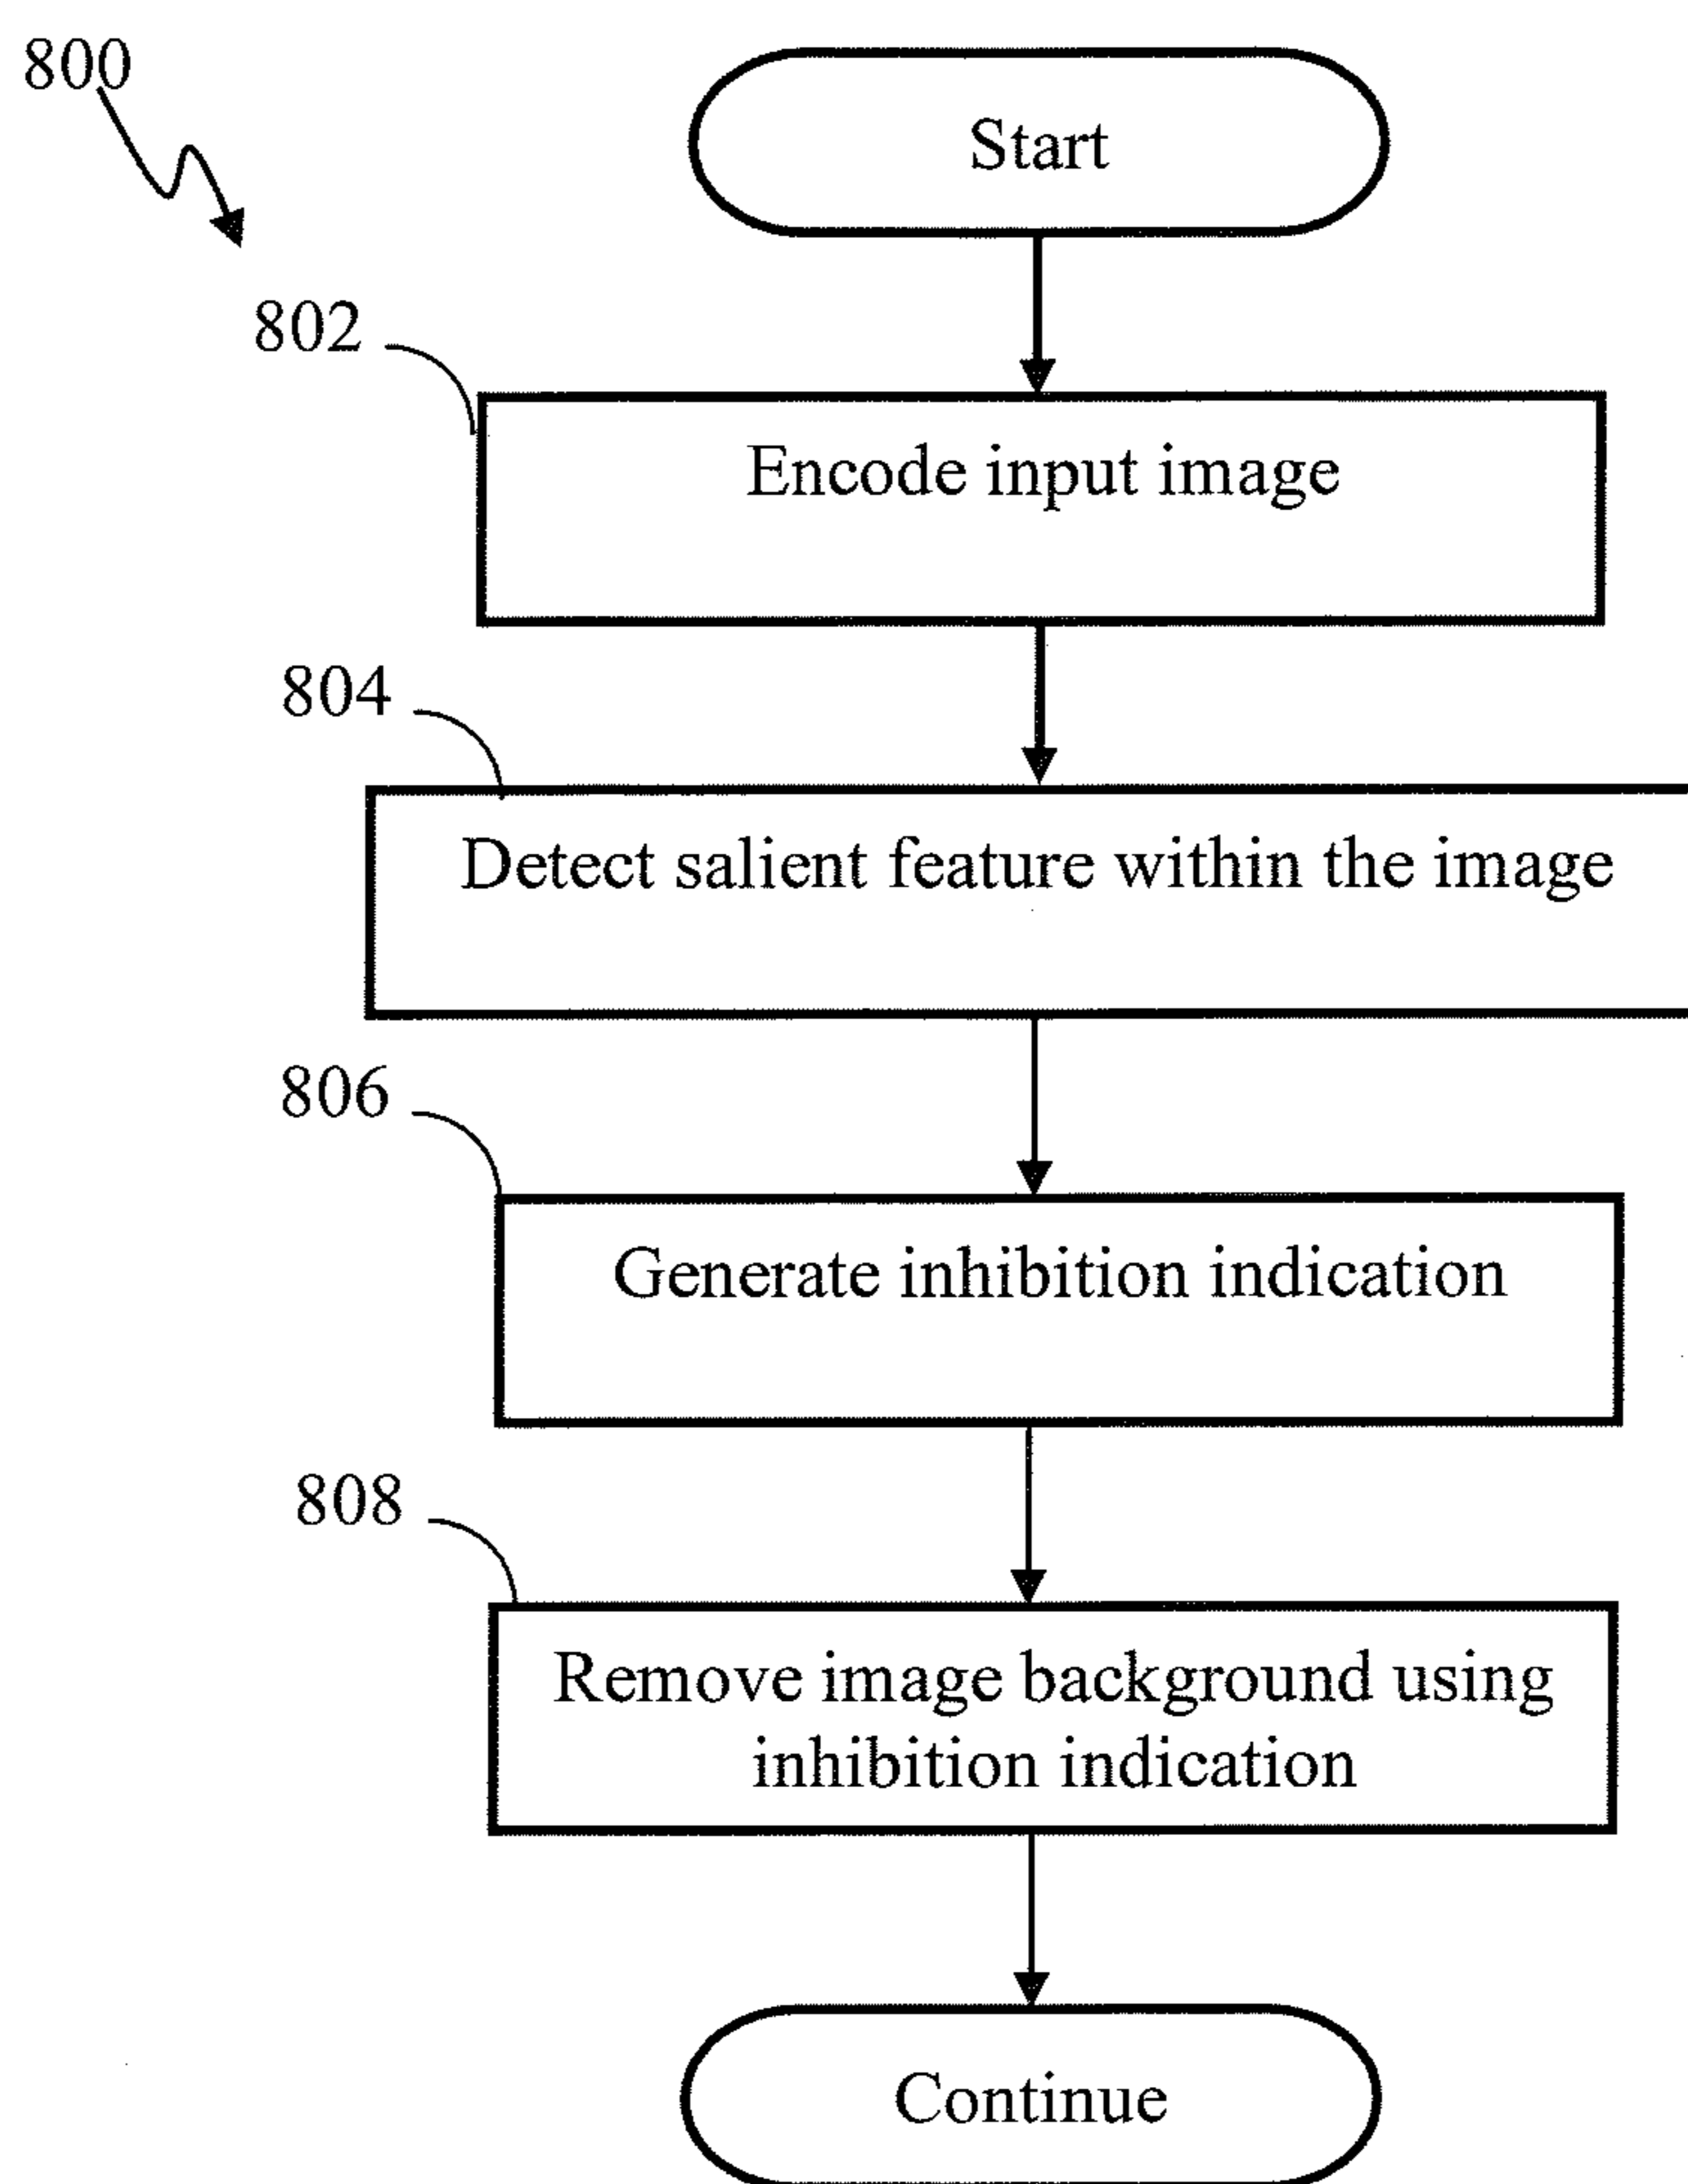 800
Start
802
Encode input image
804
Detect salient feature within the image
806
Generate inhibition indication
808
Remove image background using
inhibition indication
Continue